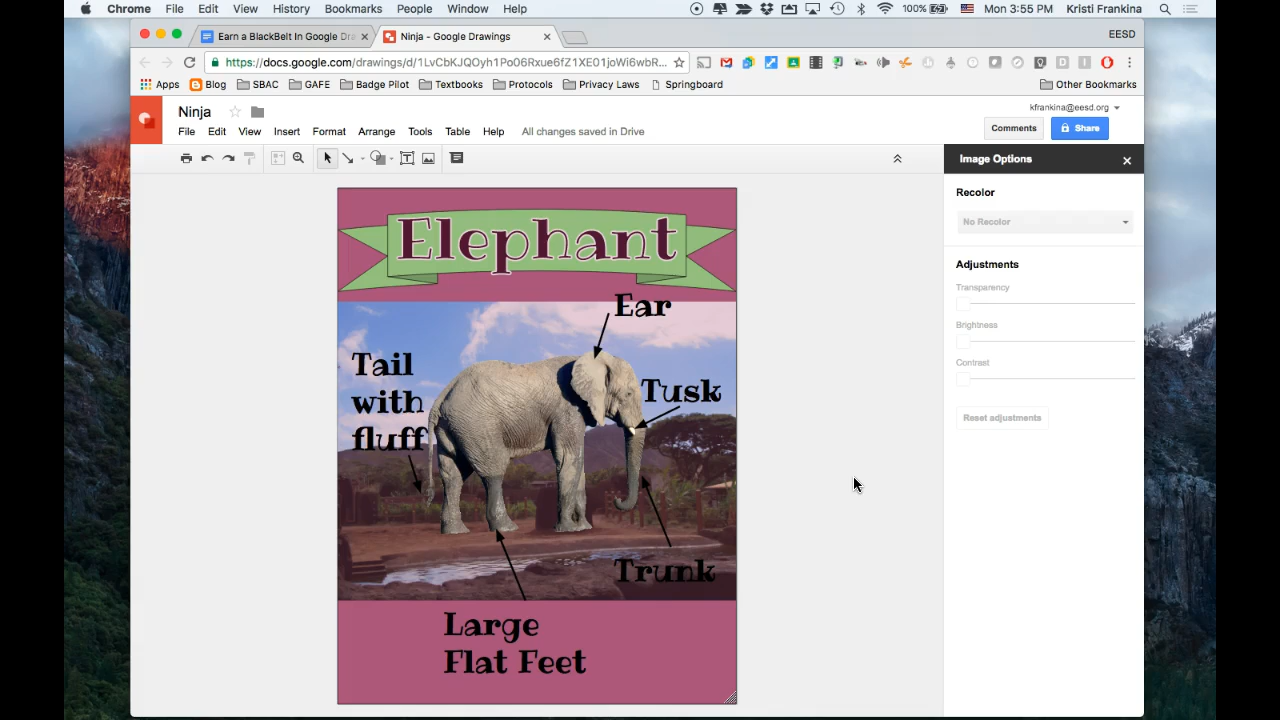 Chrome File Edit View History Bookmarks People Window Help 100% Mon 3:55 PM Kristi Frankina
Earn a BlackBelt In Google Dra Ninja - Google Drawings EESD
https://docs.google.com/drawings/d/1LvCbKJQOyh1Po06Rxue6fZ1XE01joWi6wbR...
Apps Blog SBAC GAFE Badge Pilot Textbooks Protocols Privacy Laws Springboard Other Bookmarks
Ninja
kfrankina@eesd.org
File Edit View Insert Format Arrange Tools Table Help All changes saved in Drive
Comments Share
Image Options
Recolor
No Recolor
Adjustments
Transparency
Brightness
Contrast
Reset adjustments
Elephant
Ear
Tail
with
fluff
Tusk
Trunk
Large
Flat Feet